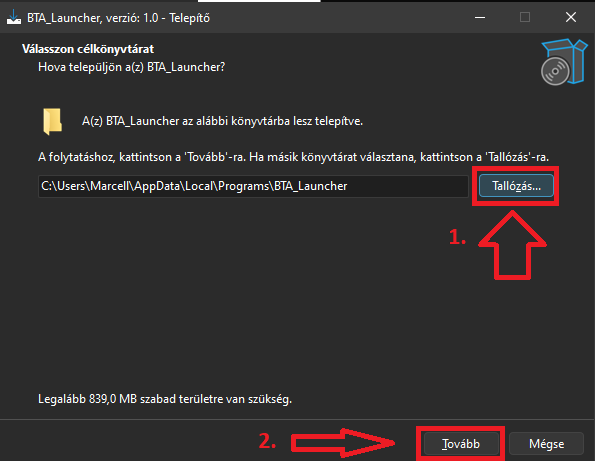 BTA_Launcher, verzió: 1.0 - Telepítő
Válasszon célkönyvtárat
Hova települjön a(z) BTA_Launcher?
A(z) BTA_Launcher az alábbi könyvtárba lesz telepítve.
A folytatáshoz, kattintson a 'Tovább'-ra. Ha másik könyvtárat választana, kattintson a 'Tallózás'-ra.
C:\Users\Marcell\AppData\Local\Programs\BTA_Launcher
Tallózás...
1.
Legalább 839,0 MB szabad területre van szükség.
2.
Tovább
Mégse